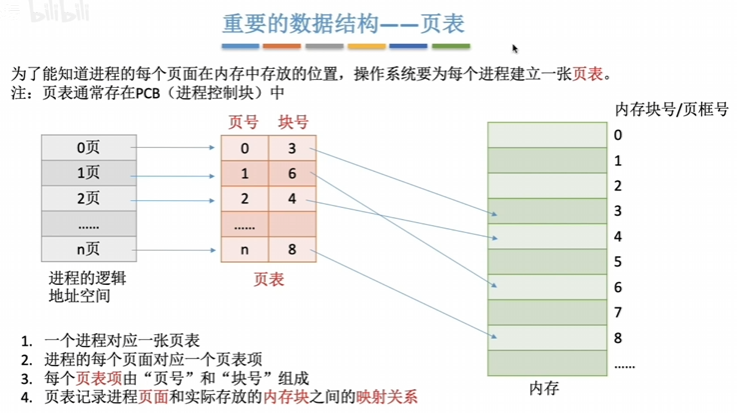 bilibili
重要的数据结构——页表
为了能知道进程的每个页面在内存中存放的位置，操作系统要为每个进程建立一张页表。
注：页表通常存在PCB（进程控制块）中
内存块号/页框号
页号 块号
0页
1页
2页
……
n页
0 3
1 6
2 4
……
n 8
0
1
2
3
4
5
6
7
8
……
进程的逻辑
地址空间
页表
内存
1. 一个进程对应一张页表
2. 进程的每个页面对应一个页表项
3. 每个页表项由“页号”和“块号”组成
4. 页表记录进程页面和实际存放的内存块之间的映射关系